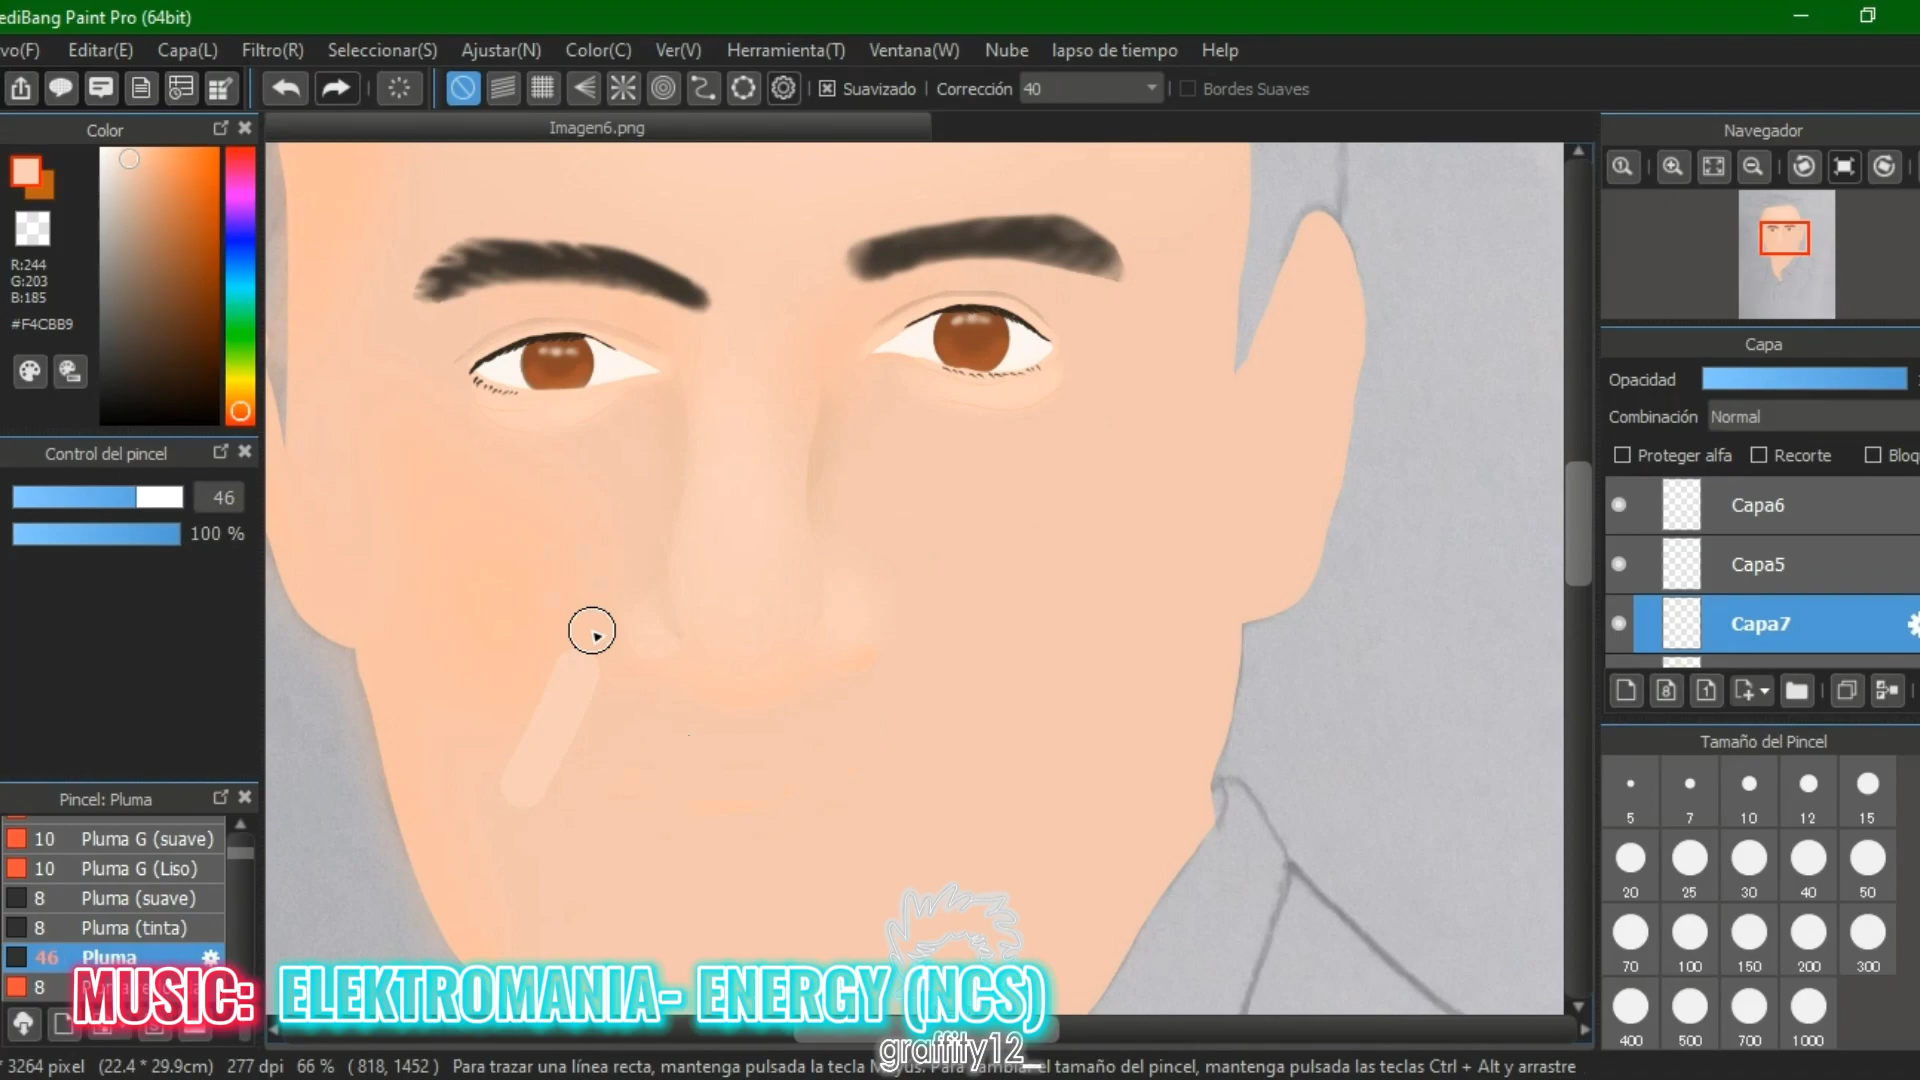 ediBang Paint Pro (64bit)
vo(F) Editar(E) Capa(L) Filtro(R) Seleccionar(S) Ajustar(N) Color(C) Ver(V) Herramienta(T) Ventana(W) Nube lapso de tiempo Help
Suavizado Corrección 40 Bordes Suaves
Color
Imagen6.png
Navegador
R:244
G:203
B:185
#F4CBB9
Capa
Opacidad
Combinación Normal
Proteger alfa Recorte Bloq
Control del pincel
46
100 %
Capa6
Capa5
Capa7
Tamaño del Pincel
5 7 10 12 15
20 25 30 40 50
70 100 150 200 300
400 500 700 1000
Pincel: Pluma
10 Pluma G (suave)
10 Pluma G (Liso)
8 Pluma (suave)
8 Pluma (tinta)
46 Pluma
8
MUSIC: ELEKTROMANIA- ENERGY (NCS)
graffity12_
* 3264 pixel (22.4 * 29.9cm) 277 dpi 66 % ( 818, 1452 ) Para trazar una línea recta, mantenga pulsada la tecla Mayús. Para cambiar el tamaño del pincel, mantenga pulsadas las teclas Ctrl + Alt y arrastre